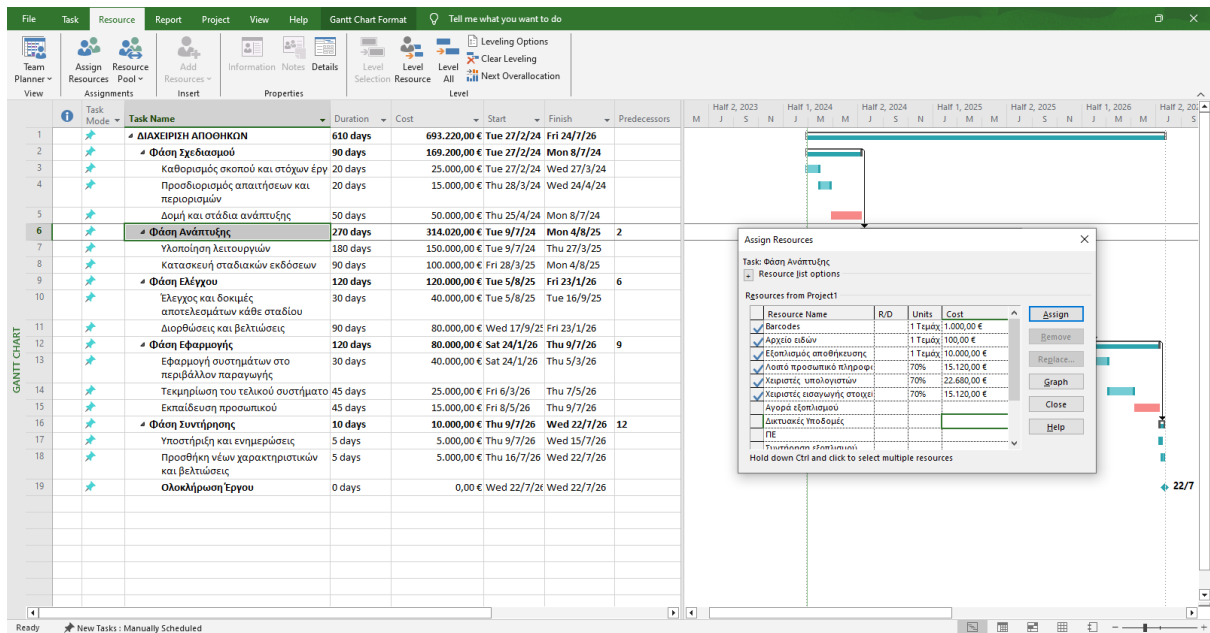 File Task Resource Report Project View Help Gantt Chart Format Tell me what you want to do
Team Planner
Assign Resources
Resource Pool
Add Resources
Information Notes Details
Level Selection
Level Resource
Level All
Leveling Options
Clear Leveling
Next Overallocation
View Assignments Insert Properties Level
Task Mode Task Name Duration Cost Start Finish Predecessors
Half 2, 2023 Half 1, 2024 Half 2, 2024 Half 1, 2025 Half 2, 2025 Half 1, 2026 Half 2, 202
M J S N J M M J S N J M M J S N J M M J S
1 ΔΙΑΧΕΙΡΙΣΗ ΑΠΟΘΗΚΩΝ 610 days 693.220,00 € Tue 27/2/24 Fri 24/7/26
2 Φάση Σχεδιασμού 90 days 169.200,00 € Tue 27/2/24 Mon 8/7/24
3 Καθορισμός σκοπού και στόχων έργ 20 days 25.000,00 € Tue 27/2/24 Wed 27/3/24
4 Προσδιορισμός απαιτήσεων και 20 days 15.000,00 € Thu 28/3/24 Wed 24/4/24
περιορισμών
5 Δομή και στάδια ανάπτυξης 50 days 50.000,00 € Thu 25/4/24 Mon 8/7/24
6 Φάση Ανάπτυξης 270 days 314.020,00 € Tue 9/7/24 Mon 4/8/25 2
7 Υλοποίηση λειτουργιών 180 days 150.000,00 € Tue 9/7/24 Thu 27/3/25
8 Κατασκευή σταδιακών εκδόσεων 90 days 100.000,00 € Fri 28/3/25 Mon 4/8/25
9 Φάση Ελέγχου 120 days 120.000,00 € Tue 5/8/25 Fri 23/1/26 6
10 Έλεγχος και δοκιμές 30 days 40.000,00 € Tue 5/8/25 Tue 16/9/25
αποτελεσμάτων κάθε σταδίου
11 Διορθώσεις και βελτιώσεις 90 days 80.000,00 € Wed 17/9/25 Fri 23/1/26
12 Φάση Εφαρμογής 120 days 80.000,00 € Sat 24/1/26 Thu 9/7/26 9
13 Εφαρμογή συστημάτων στο 30 days 40.000,00 € Sat 24/1/26 Thu 5/3/26
περιβάλλον παραγωγής
14 Τεκμηρίωση του τελικού συστήματο 45 days 25.000,00 € Fri 6/3/26 Thu 7/5/26
15 Εκπαίδευση προσωπικού 45 days 15.000,00 € Fri 8/5/26 Thu 9/7/26
16 Φάση Συντήρησης 10 days 10.000,00 € Thu 9/7/26 Wed 22/7/26 12
17 Υποστήριξη και ενημερώσεις 5 days 5.000,00 € Thu 9/7/26 Wed 15/7/26
18 Προσθήκη νέων χαρακτηριστικών 5 days 5.000,00 € Thu 16/7/26 Wed 22/7/26
και βελτιώσεις
19 Ολοκλήρωση Έργου 0 days 0,00 € Wed 22/7/26 Wed 22/7/26
22/7
GANTT CHART
Assign Resources
Task: Φάση Ανάπτυξης
+ Resource list options
Resources from Project1
Resource Name R/D Units Cost
Barcodes 1 Τεμάχ 1.000,00 €
Αρχείο ειδών 1 Τεμάχ 100,00 €
Εξοπλισμός αποθήκευσης 1 Τεμάχ 10.000,00 €
Λοιπό προσωπικό πληροφο 70% 15.120,00 €
Χειριστές υπολογιστών 70% 22.680,00 €
Χειριστές εισαγωγής στοιχεί 70% 15.120,00 €
Αγορά εξοπλισμού
Δικτυακές Υποδομές
ΠΕ
Συντήρηση εξοπλισμού
Assign
Remove
Replace...
Graph
Close
Help
Hold down Ctrl and click to select multiple resources
Ready New Tasks : Manually Scheduled